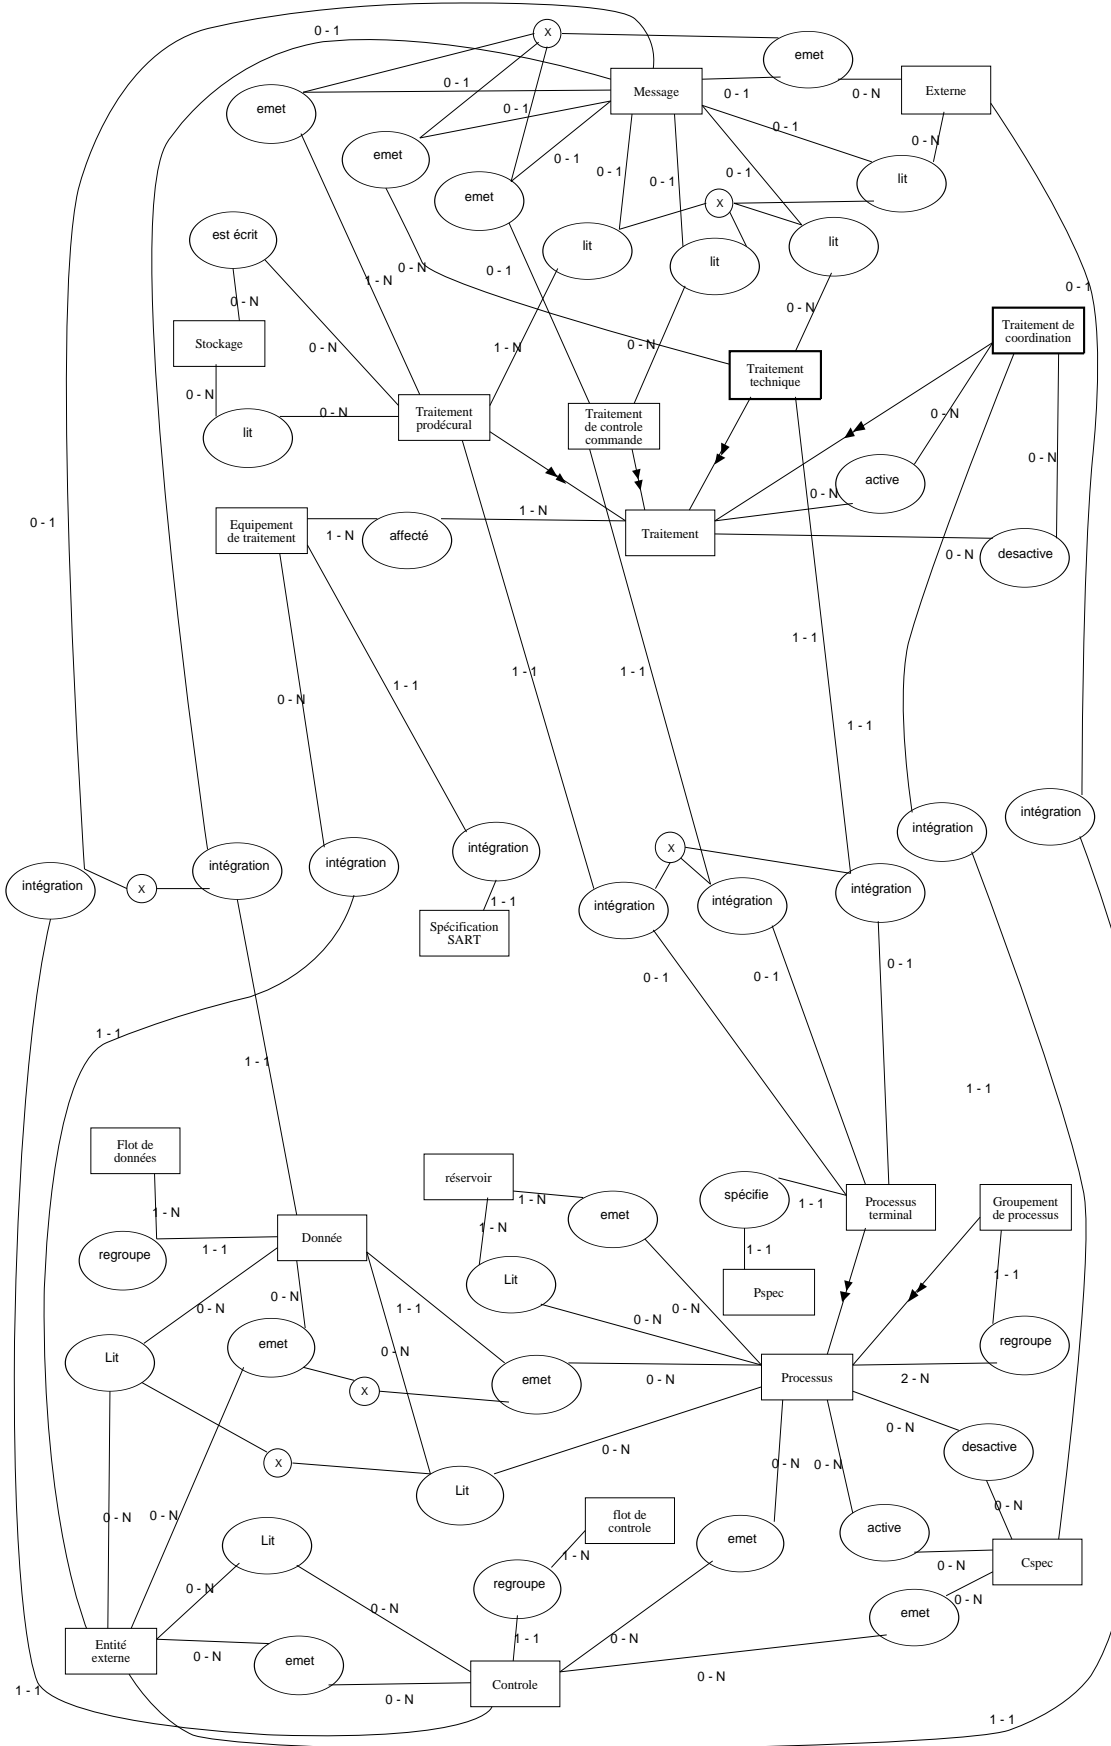 0 - 1
X
emet
Message
0 - 1
0 - 1
0 - N
Externe
emet
0 - 1
0 - 1
emet
0 - 1
0 - 1
0 - 1
0 - 1
0 - N
emet
X
lit
est écrit
lit
lit
lit
0 - N
0 - 1
1 - N
0 - 1
0 - N
0 - N
Stockage
Traitement de
coordination
0 - N
1 - N
0 - N
Traitement
technique
0 - N
0 - N
Traitement
prodécural
Traitement
de controle
commande
0 - N
lit
0 - N
active
0 - N
0 - N
1 - N
Equipement
de traitement
1 - N
affecté
Traitement
0 - 1
0 - N
desactive
1 - 1
1 - 1
1 - 1
1 - 1
0 - N
1 - 1
intégration
intégration
X
intégration
intégration
intégration
intégration
X
intégration
intégration
intégration
intégration
1 - 1
Spécification
SART
0 - 1
0 - 1
0 - 1
1 - 1
1 - 1
1 - 1
Flot de
données
réservoir
spécifie
1 - 1
Processus
terminal
Groupement
de processus
1 - N
1 - N
emet
1 - N
regroupe
1 - 1
Donnée
1 - 1
Lit
Pspec
1 - 1
0 - N
0 - N
1 - 1
0 - N
0 - N
Lit
emet
0 - N
regroupe
X
emet
0 - N
Processus
2 - N
0 - N
desactive
0 - N
X
Lit
0 - N
0 - N
0 - N
0 - N
0 - N
flot de
controle
Lit
emet
active
1 - N
0 - N
Cspec
0 - N
regroupe
0 - N
emet
0 - N
Entité
externe
0 - N
emet
1 - 1
0 - N
0 - N
1 - 1
0 - N
Controle
1 - 1